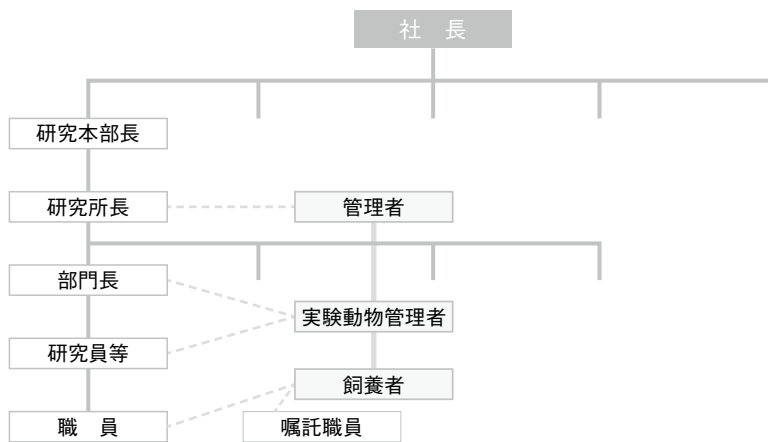 社　長
研究本部長
研究所長
管理者
部門長
実験動物管理者
研究員等
飼養者
職　員
嘱託職員